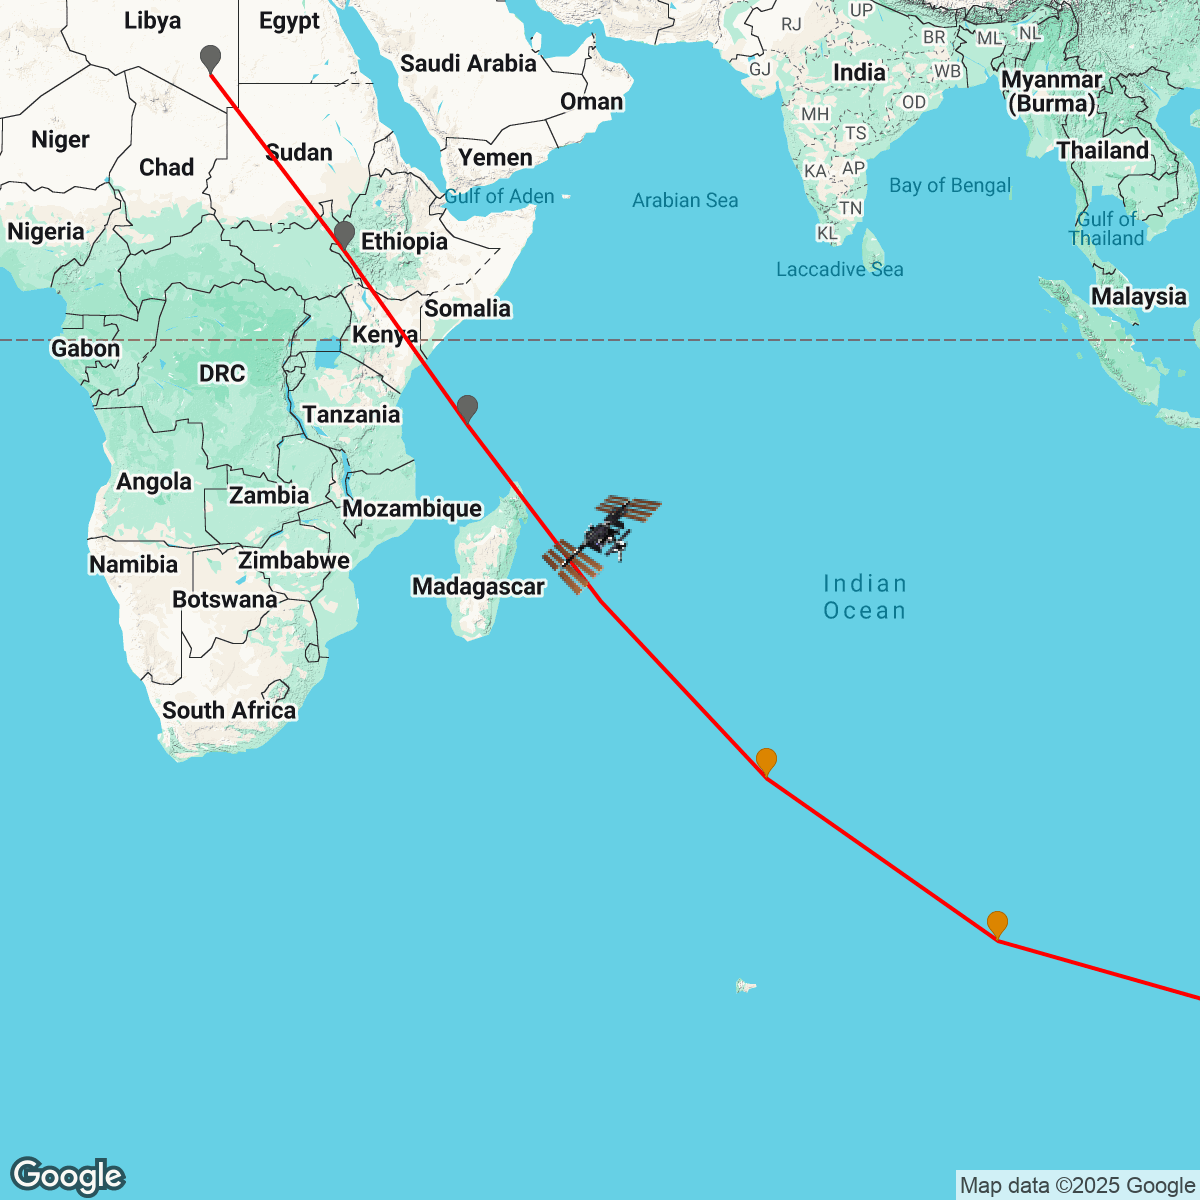 Libya
Egypt
UP
RJ
BR
ML
NL
Saudi Arabia
GJ
India
WB
Myanmar
(Burma)
Oman
OD
MH
Niger
TS
Sudan
Yemen
Thailand
Chad
KA
AP
Gulf of Aden
Arabian Sea
Bay of Bengal
TN
Nigeria
Ethiopia
KL
Gulf of
Thailand
Laccadive Sea
Somalia
Malaysia
Kenya
Gabon
DRC
Tanzania
Angola
Zambia
Mozambique
Namibia
Zimbabwe
Madagascar
Indian
Ocean
Botswana
South Africa
Google
Map data ©2025 Google